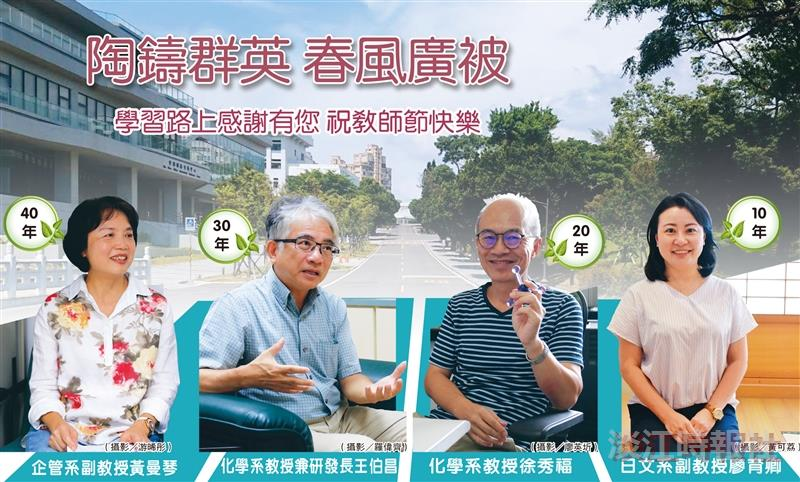 陶鑄群英 春風廣被
學習路上感謝有您 祝教師節快樂
40年
30年
20年
10年
(攝影／游晞彤)
(攝影／羅偉齊)
(攝影／廖英圻)
(攝影／黃可荔)
淡江時報
企管系副教授黃曼琴
化學系教授兼研發長王伯昌
化學系教授徐秀福
日文系副教授廖育卿